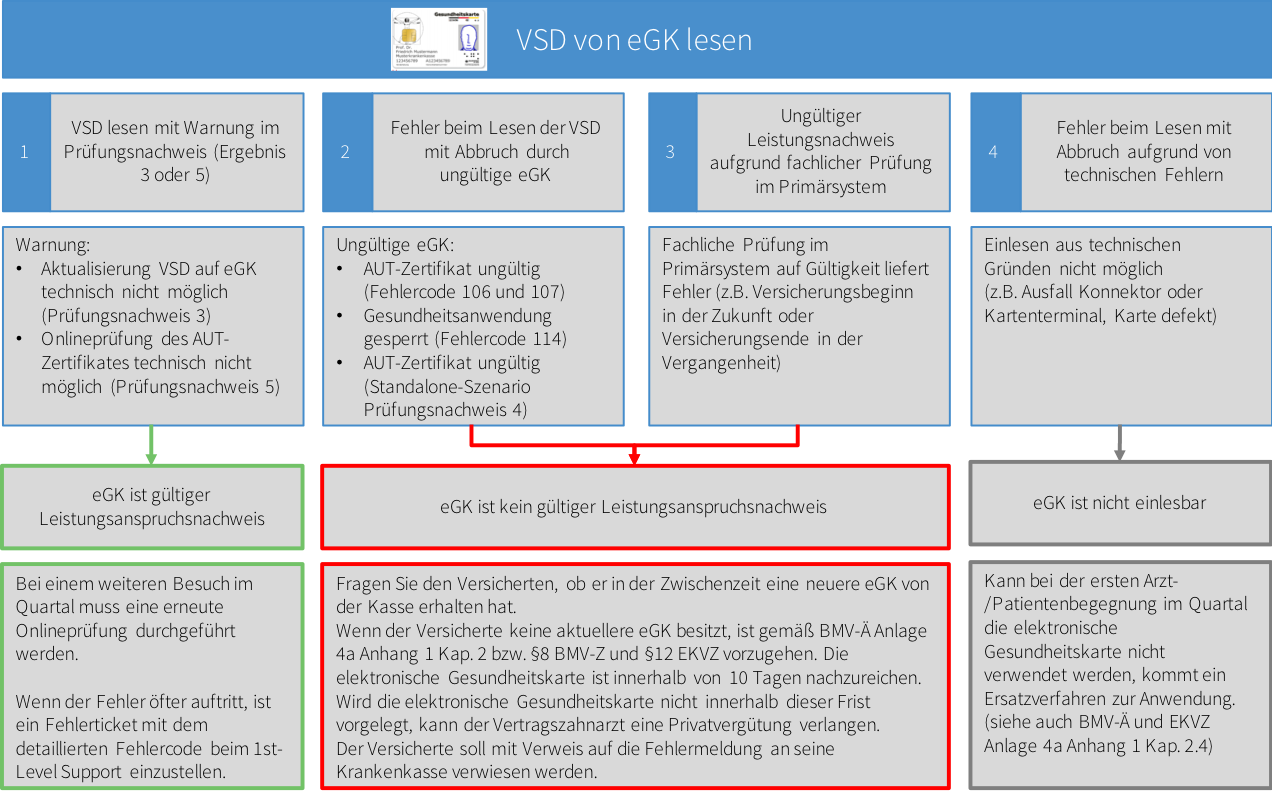 Gesundheitskarte
VSD von eGK lesen
Prof. Dr.
Friedrich Mustermann
Musterkrankenkasse
123456789 A123456780
1
VSD lesen mit Warnung im
Prüfungsnachweis (Ergebnis
3 oder 5)
2
Fehler beim Lesen der VSD
mit Abbruch durch
ungültige eGK
3
Ungültiger
Leistungsnachweis
aufgrund fachlicher Prüfung
im Primärsystem
4
Fehler beim Lesen mit
Abbruch aufgrund von
technischen Fehlern
Warnung:
• Aktualisierung VSD auf eGK
technisch nicht möglich
(Prüfungsnachweis 3)
• Onlineprüfung des AUT-
Zertifikates technisch nicht
möglich (Prüfungsnachweis 5)
Ungültige eGK:
• AUT-Zertifikat ungültig
(Fehlercode 106 und 107)
• Gesundheitsanwendung
gesperrt (Fehlercode 114)
• AUT-Zertifikat ungültig
(Standalone-Szenario
Prüfungsnachweis 4)
Fachliche Prüfung im
Primärsystem auf Gültigkeit liefert
Fehler (z.B. Versicherungsbeginn
in der Zukunft oder
Versicherungsende in der
Vergangenheit)
Einlesen aus technischen
Gründen nicht möglich
(z.B. Ausfall Konnektor oder
Kartenterminal, Karte defekt)
eGK ist gültiger
Leistungsanspruchsnachweis
eGK ist kein gültiger Leistungsanspruchsnachweis
eGK ist nicht einlesbar
Bei einem weiteren Besuch im
Quartal muss eine erneute
Onlineprüfung durchgeführt
werden.
Wenn der Fehler öfter auftritt, ist
ein Fehlerticket mit dem
detaillierten Fehlercode beim 1st-
Level Support einzustellen.
Fragen Sie den Versicherten, ob er in der Zwischenzeit eine neuere eGK von
der Kasse erhalten hat.
Wenn der Versicherte keine aktuellere eGK besitzt, ist gemäß BMV-Ä Anlage
4a Anhang 1 Kap. 2 bzw. §8 BMV-Z und §12 EKVZ vorzugehen. Die
elektronische Gesundheitskarte ist innerhalb von 10 Tagen nachzureichen.
Wird die elektronische Gesundheitskarte nicht innerhalb dieser Frist
vorgelegt, kann der Vertragszahnarzt eine Privatvergütung verlangen.
Der Versicherte soll mit Verweis auf die Fehlermeldung an seine
Krankenkasse verwiesen werden.
Kann bei der ersten Arzt-
/Patientenbegegnung im Quartal
die elektronische
Gesundheitskarte nicht
verwendet werden, kommt ein
Ersatzverfahren zur Anwendung.
(siehe auch BMV-Ä und EKVZ
Anlage 4a Anhang 1 Kap. 2.4)